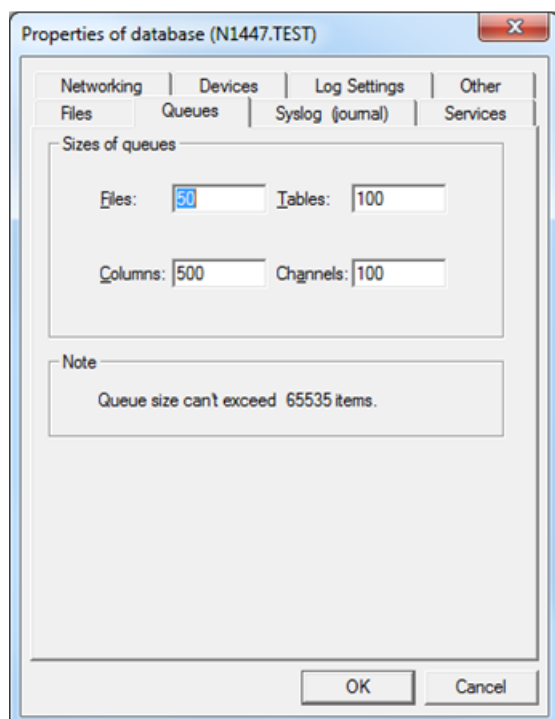 Properties of database (N1447.TEST)
Networking Devices Log Settings Other
Files Queues Syslog (journal) Services
Sizes of queues
Files: 50 Tables: 100
Columns: 500 Channels: 100
Note
Queue size can't exceed 65535 items.
OK Cancel